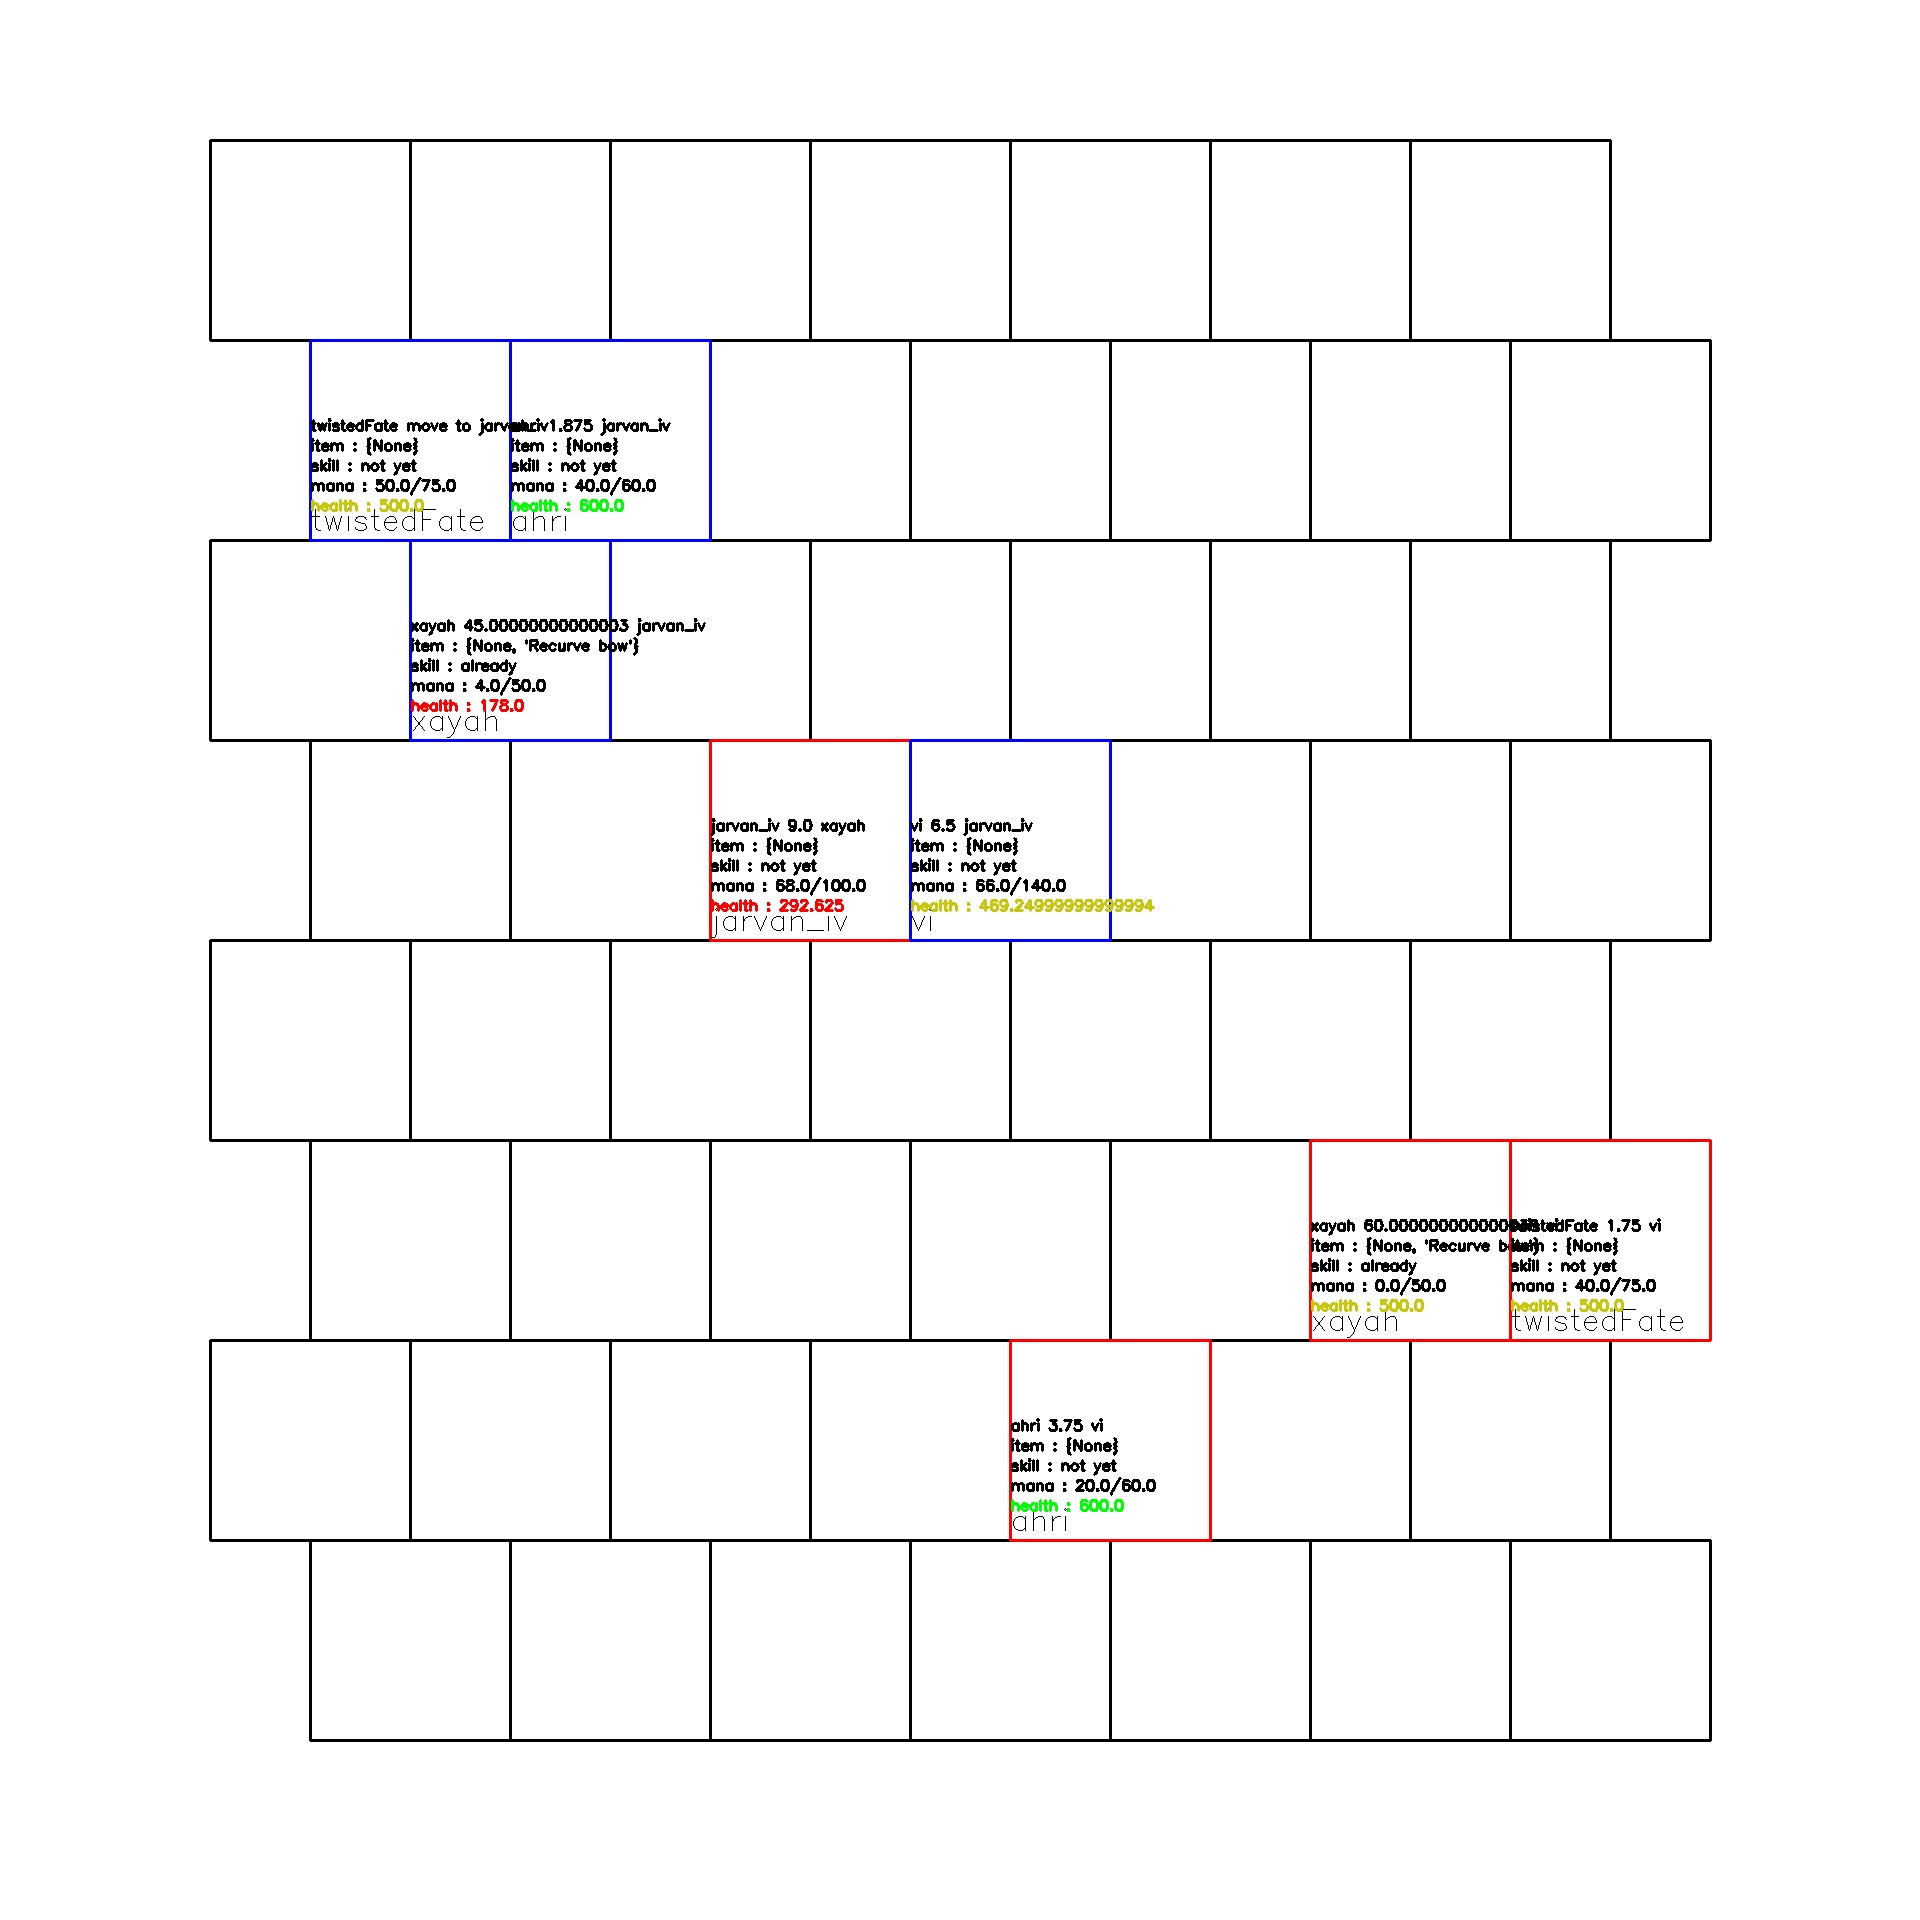 twistedFate move to jarvan_iv
item : {None}
skill : not yet
mana : 50.0/75.0
health : 500.0
twistedFate
1.875 jarvan_iv
item : {None}
skill : not yet
mana : 40.0/60.0
health : 600.0
ahri
xayah 45.00000000000003 jarvan_iv
item : {None, 'Recurve bow'}
skill : already
mana : 4.0/50.0
health : 178.0
xayah
jarvan_iv 9.0 xayah
item : {None}
skill : not yet
mana : 68.0/100.0
health : 292.625
jarvan_iv
vi 6.5 jarvan_iv
item : {None}
skill : not yet
mana : 66.0/140.0
health : 469.24999999999994
vi
xayah
item : {None, 'Recurve
skill : already
mana : 0.0/50.0
health : 500.0
xayah
twistedFate 1.75 vi
item : {None}
skill : not yet
mana : 40.0/75.0
health : 500.0
twistedFate
ahri 3.75 vi
item : {None}
skill : not yet
mana : 20.0/60.0
health : 600.0
ahri